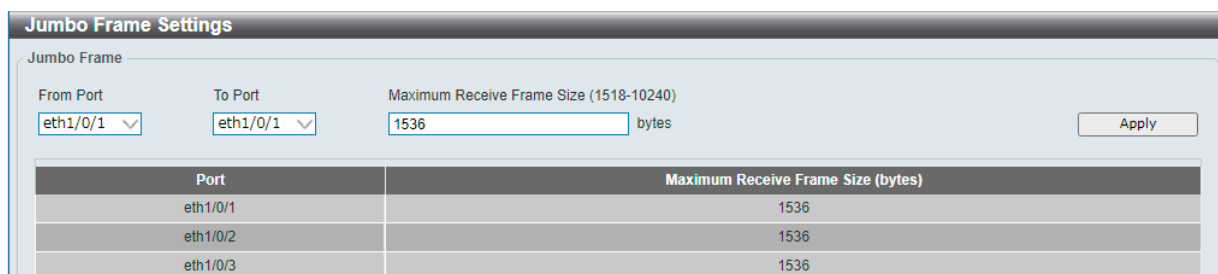 Jumbo Frame Settings
Jumbo Frame
From Port To Port Maximum Receive Frame Size (1518-10240)
eth1/0/1 eth1/0/1 1536 bytes Apply
Port Maximum Receive Frame Size (bytes)
eth1/0/1 1536
eth1/0/2 1536
eth1/0/3 1536